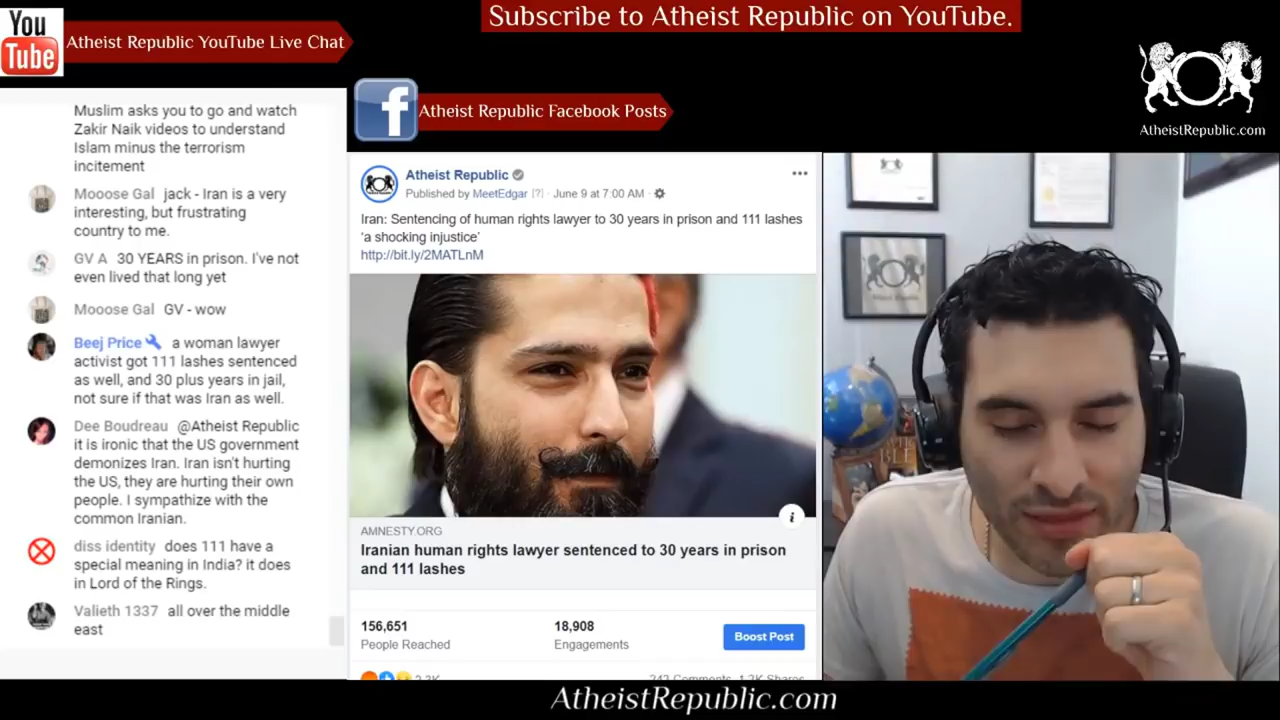 You
Tube
Atheist Republic YouTube Live Chat
Subscribe to Atheist Republic on YouTube.
AtheistRepublic.com
f
Atheist Republic Facebook Posts
Muslim asks you to go and watch
Zakir Naik videos to understand
Islam minus the terrorism
incitement
Mooose Gal jack - Iran is a very
interesting, but frustrating
country to me.
GV A 30 YEARS in prison. I've not
even lived that long yet
Mooose Gal GV - wow
Beej Price a woman lawyer
activist got 111 lashes sentenced
as well, and 30 plus years in jail,
not sure if that was Iran as well.
Dee Boudreau @Atheist Republic
it is ironic that the US government
demonizes Iran. Iran isn't hurting
the US, they are hurting their own
people. I sympathize with the
common Iranian.
diss identity does 111 have a
special meaning in India? it does
in Lord of the Rings.
Valieth 1337 all over the middle
east
Atheist Republic
Published by MeetEdgar [?] · June 9 at 7:00 AM ·
Iran: Sentencing of human rights lawyer to 30 years in prison and 111 lashes
'a shocking injustice'
http://bit.ly/2MATLnM
AMNESTY.ORG
Iranian human rights lawyer sentenced to 30 years in prison
and 111 lashes
156,651 18,908
People Reached Engagements
Boost Post
2.3K 243 Comments 1.2K Shares
AtheistRepublic.com